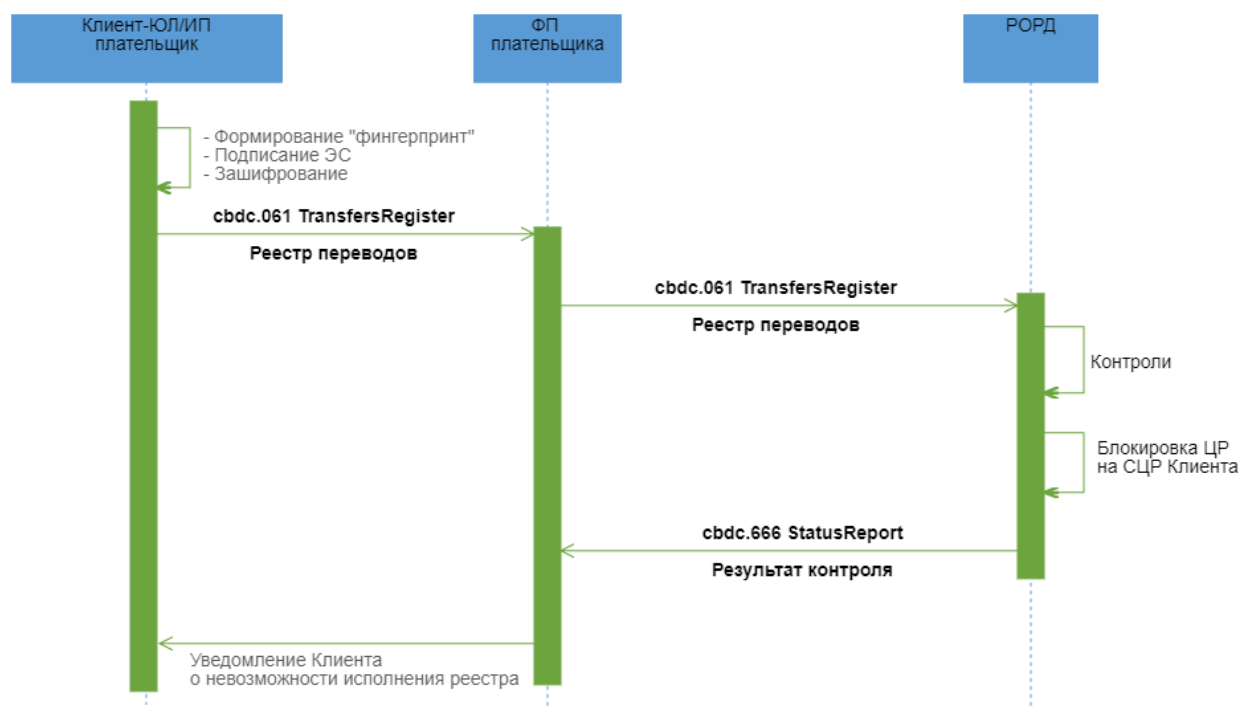 Клиент-ЮЛ/ИП
плательщик
ФП
плательщика
РОРД
- Формирование "фингерпринт"
- Подписание ЭС
- Зашифрование
cbdc.061 TransfersRegister
Реестр переводов
cbdc.061 TransfersRegister
Реестр переводов
Контроли
Блокировка ЦР
на СЦР Клиента
cbdc.666 StatusReport
Результат контроля
Уведомление Клиента
о невозможности исполнения реестра